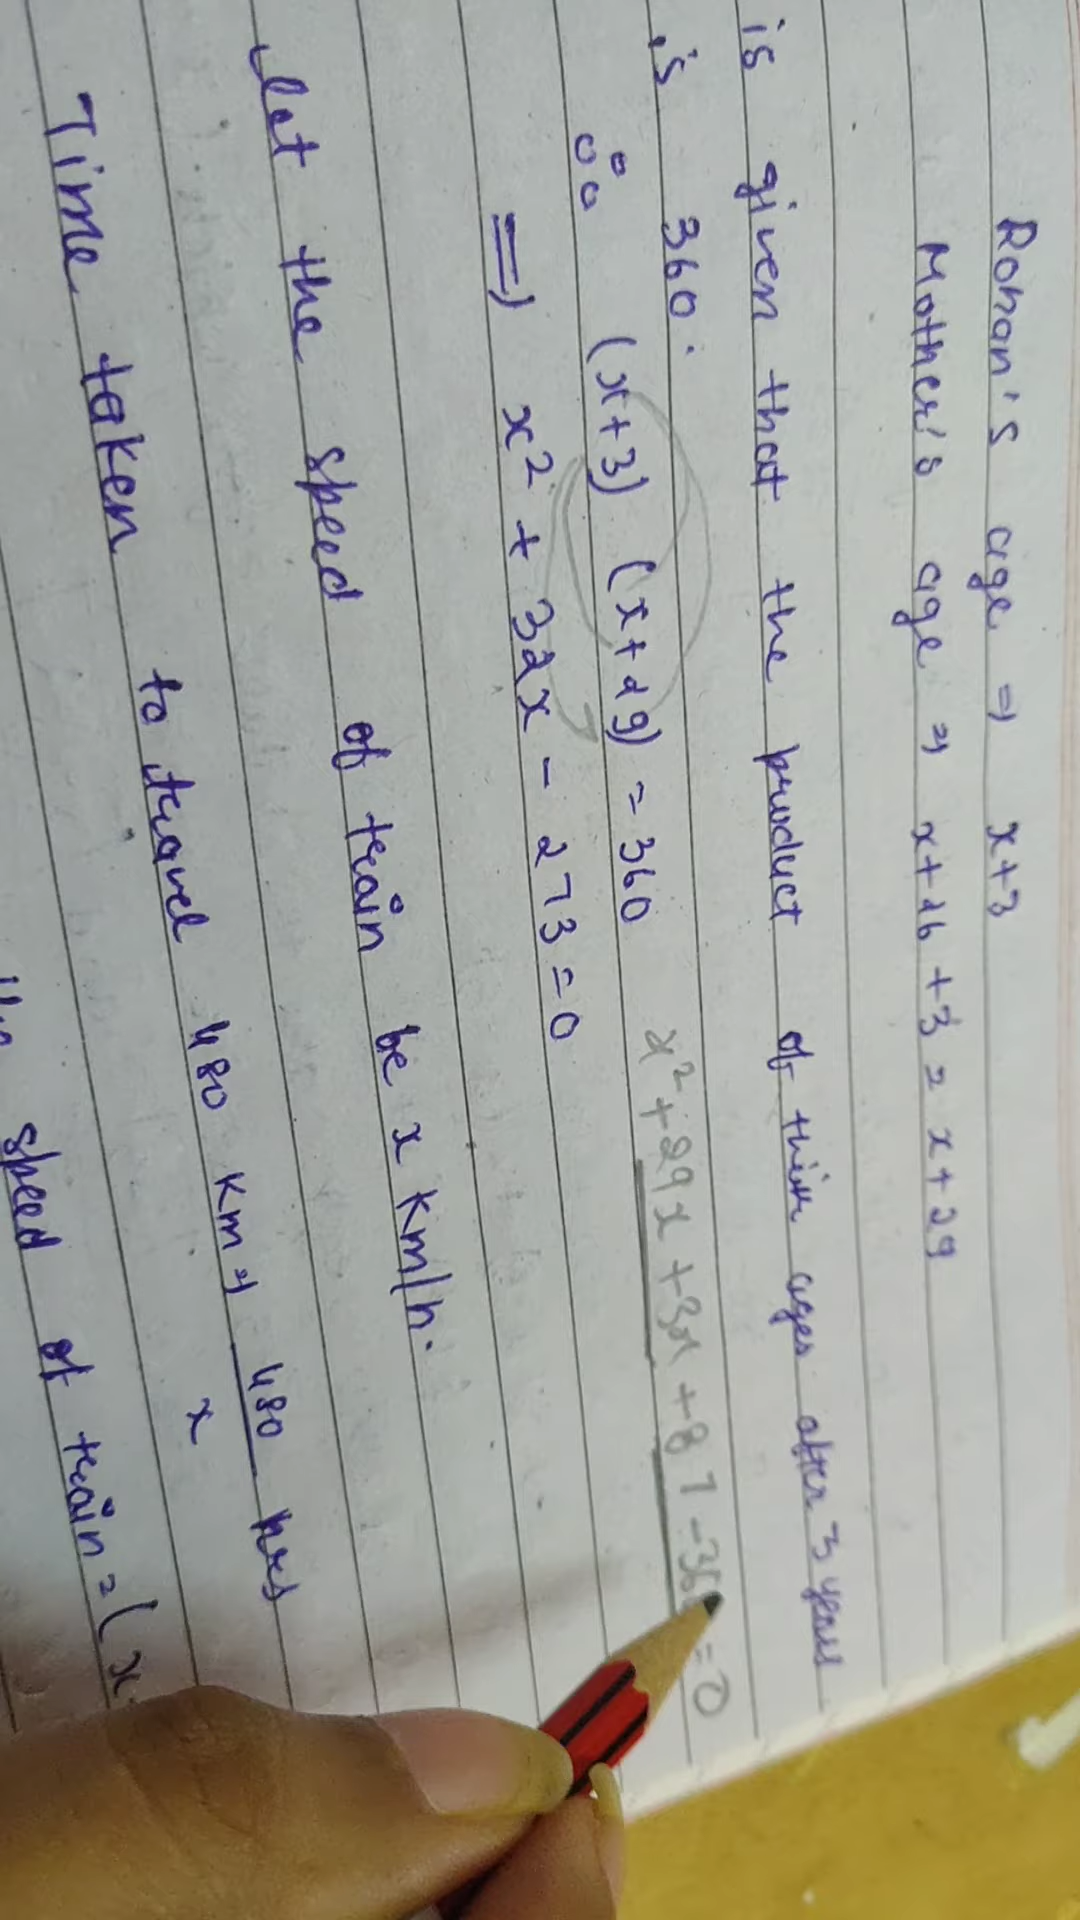 Rohan's age ⇒ x+3
Mother's age ⇒ x+26+3 = x+29
is given that the product of their ages after 3 years
is 360.
∴ (x+3) (x+29) = 360 x² + 29x + 3x + 87 - 36 = 0
⇒ x² + 32x - 273 = 0
Let the speed of train be x km/h.
Time taken to travel 480 km ⇒ 480/x hrs
speed of train = (x